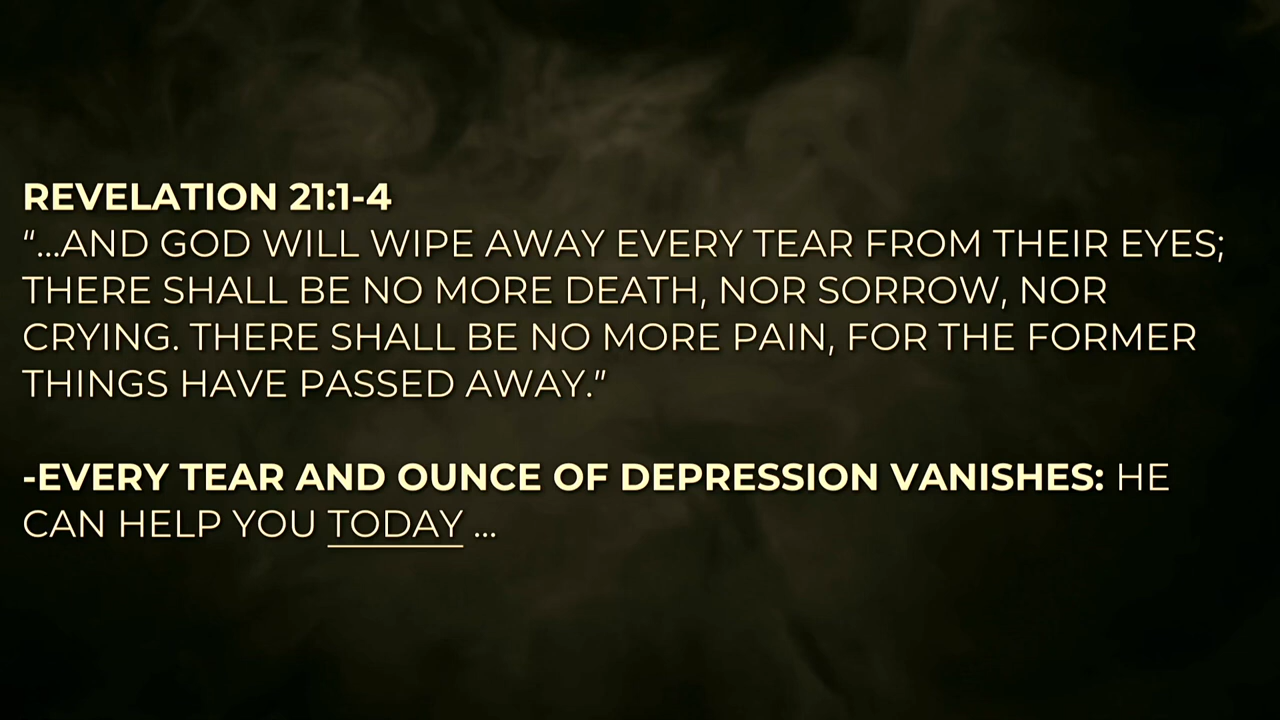 REVELATION 21:1-4
“...AND GOD WILL WIPE AWAY EVERY TEAR FROM THEIR EYES;
THERE SHALL BE NO MORE DEATH, NOR SORROW, NOR
CRYING. THERE SHALL BE NO MORE PAIN, FOR THE FORMER
THINGS HAVE PASSED AWAY.”
-EVERY TEAR AND OUNCE OF DEPRESSION VANISHES: HE
CAN HELP YOU TODAY ...